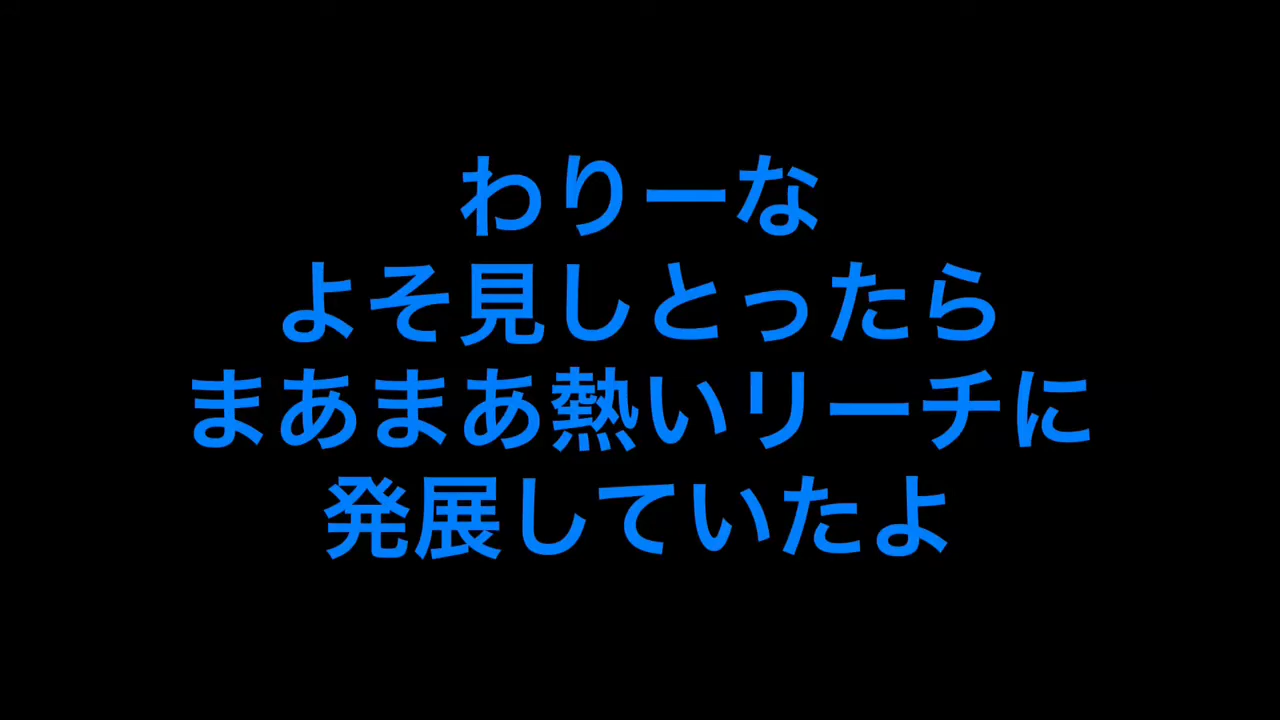 わりーな
よそ見しとったら
まあまあ熱いリーチに
発展していたよ